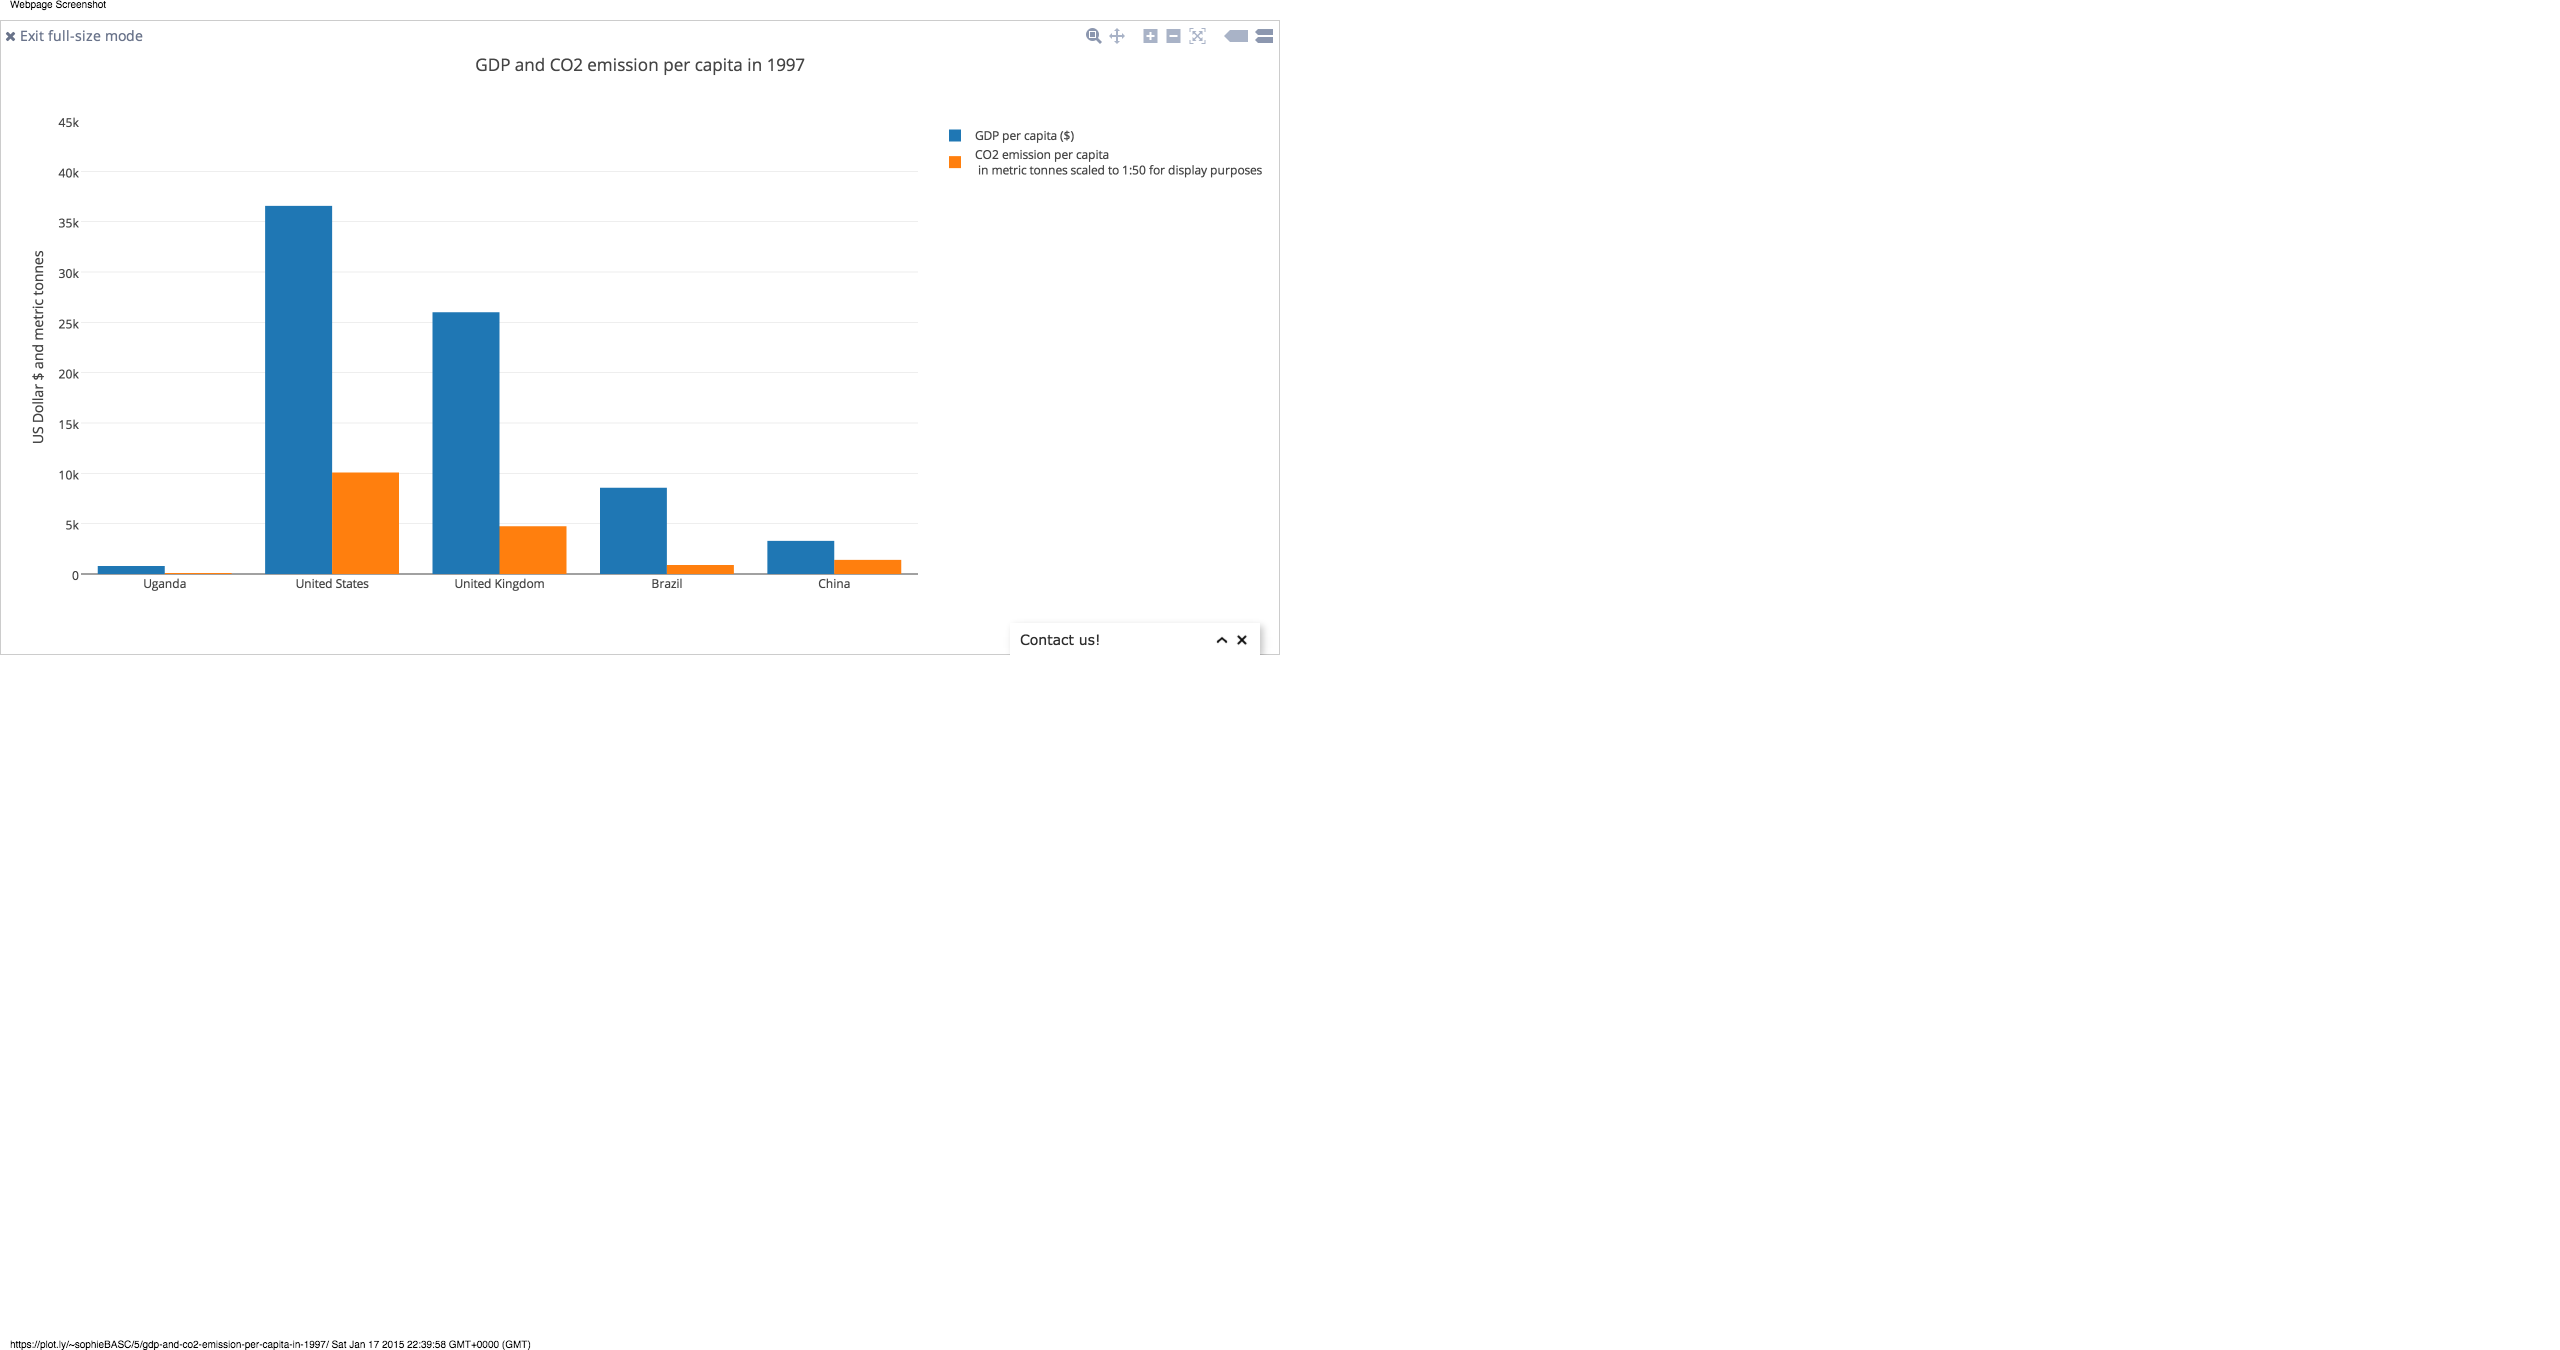 Webpage Screenshot
Exit full-size mode
GDP and CO2 emission per capita in 1997
45k
40k
35k
30k
25k
20k
15k
10k
5k
0
US Dollar $ and metric tonnes
GDP per capita ($)
CO2 emission per capita
in metric tonnes scaled to 1:50 for display purposes
Uganda
United States
United Kingdom
Brazil
China
Contact us!
https://plot.ly/~sophieBASC/5/gdp-and-co2-emission-per-capita-in-1997/ Sat Jan 17 2015 22:39:58 GMT+0000 (GMT)